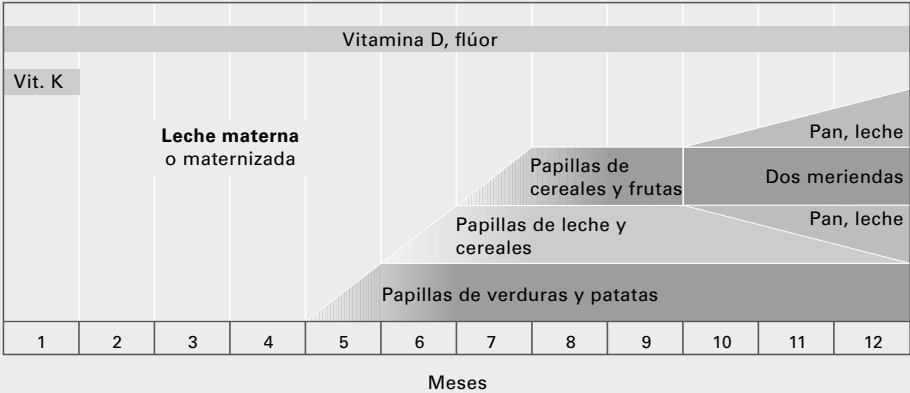 Vitamina D, flúor
Vit. K
Leche materna
o maternizada
Pan, leche
Papillas de
cereales y frutas
Dos meriendas
Papillas de leche y
cereales
Pan, leche
Papillas de verduras y patatas
1 2 3 4 5 6 7 8 9 10 11 12
Meses